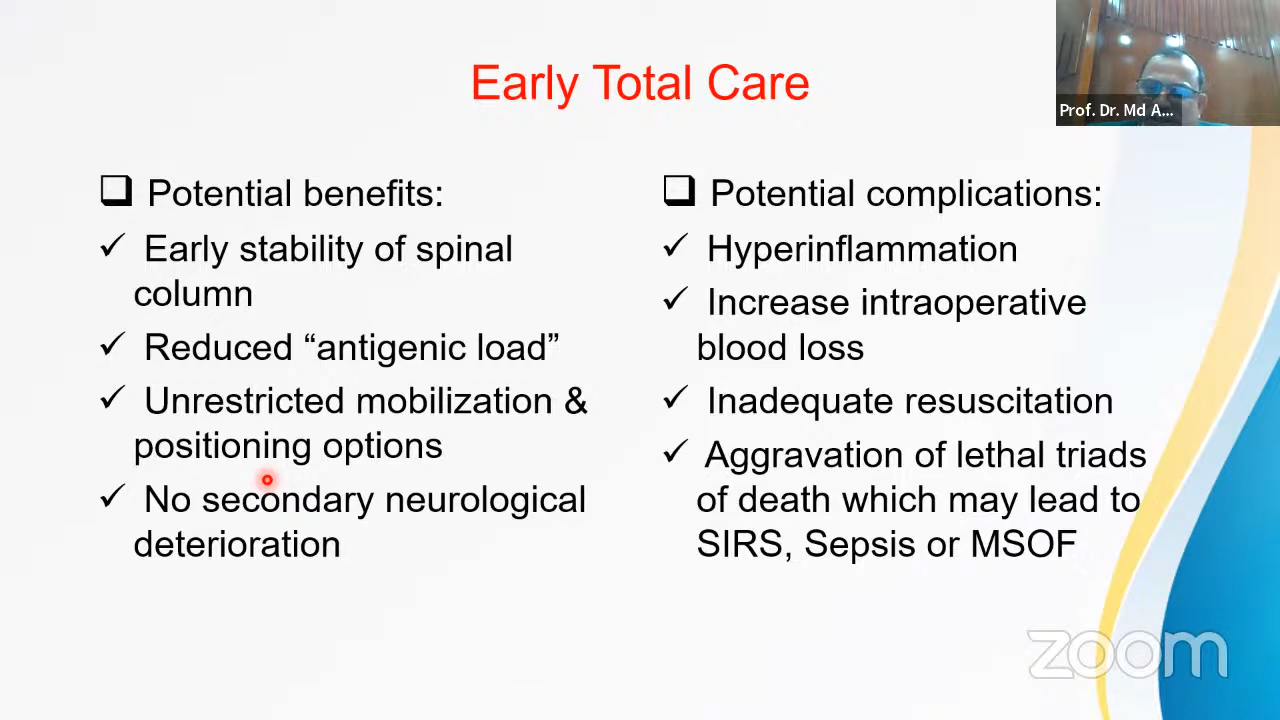 Early Total Care
Prof. Dr. Md A...
Potential benefits:
Early stability of spinal
column
Reduced “antigenic load”
Unrestricted mobilization &
positioning options
No secondary neurological
deterioration
Potential complications:
Hyperinflammation
Increase intraoperative
blood loss
Inadequate resuscitation
Aggravation of lethal triads
of death which may lead to
SIRS, Sepsis or MSOF
zoom